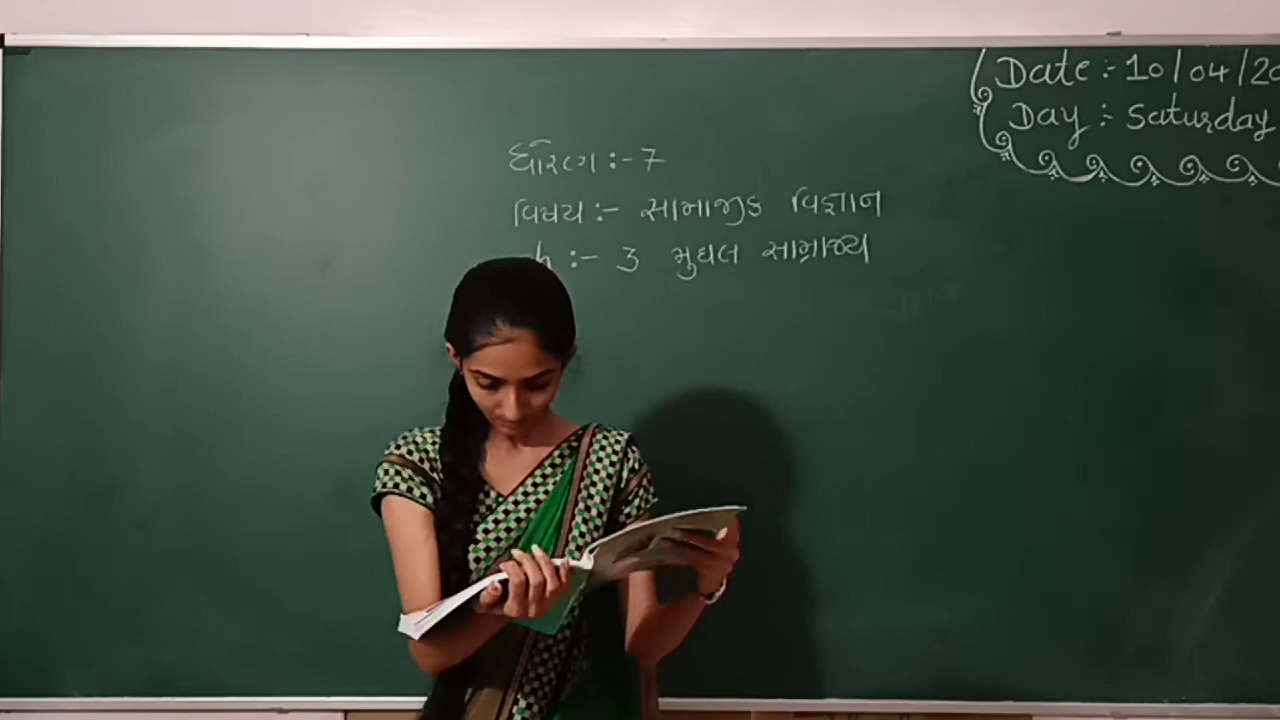 ધોરણ :- 7
વિષય :- સામાજીક વિજ્ઞાન
:- 3 મુઘલ સામ્રાજ્ય
Date :- 10/04/20
Day :- Saturday